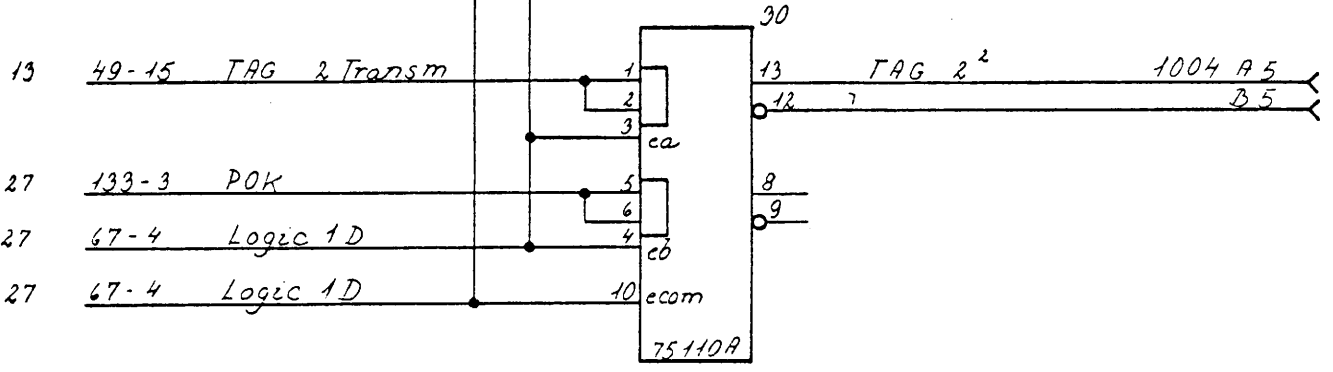 30
13 49-15 TAG 2 Transm 1 13 TAG 2 2 1004 A5
2 12 B5
3 ea
27 133-3 POK 5 8
6 9
27 67-4 Logic 1D 4 eb
27 67-4 Logic 1D 10 ecom
75110A